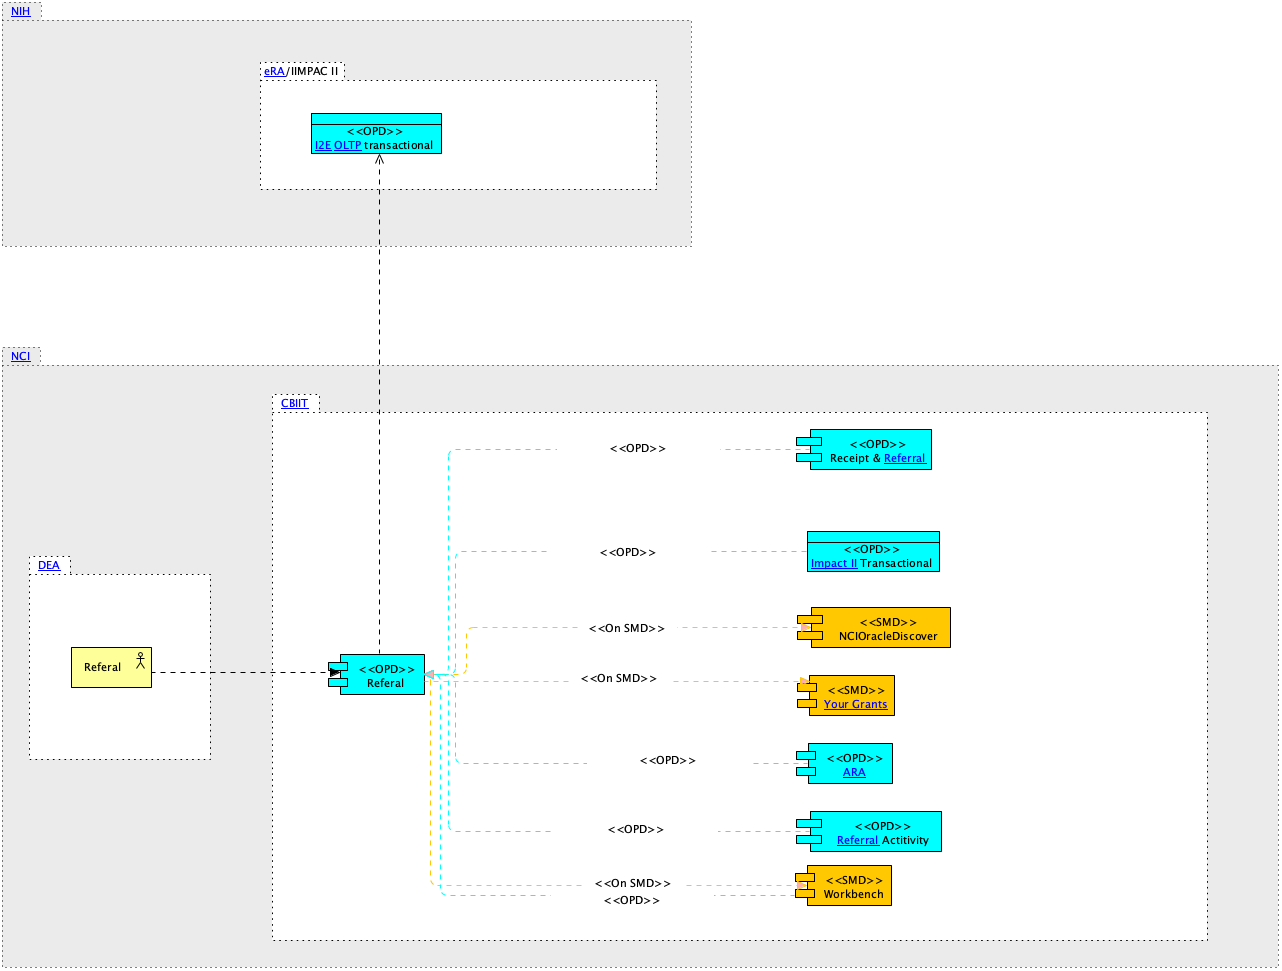 NIH
eRA/IIMPAC II
<<OPD>>
I2E OLTP transactional
NCI
CBIIT
<<OPD>>
<<OPD>>
Receipt & Referral
<<OPD>>
<<OPD>>
Impact II Transactional
DEA
<<On SMD>>
<<SMD>>
NCIOracleDiscover
Referal
<<OPD>>
Referal
<<On SMD>>
<<SMD>>
Your Grants
<<OPD>>
<<OPD>>
ARA
<<OPD>>
<<OPD>>
Referral Actitivity
<<On SMD>>
<<OPD>>
<<SMD>>
Workbench